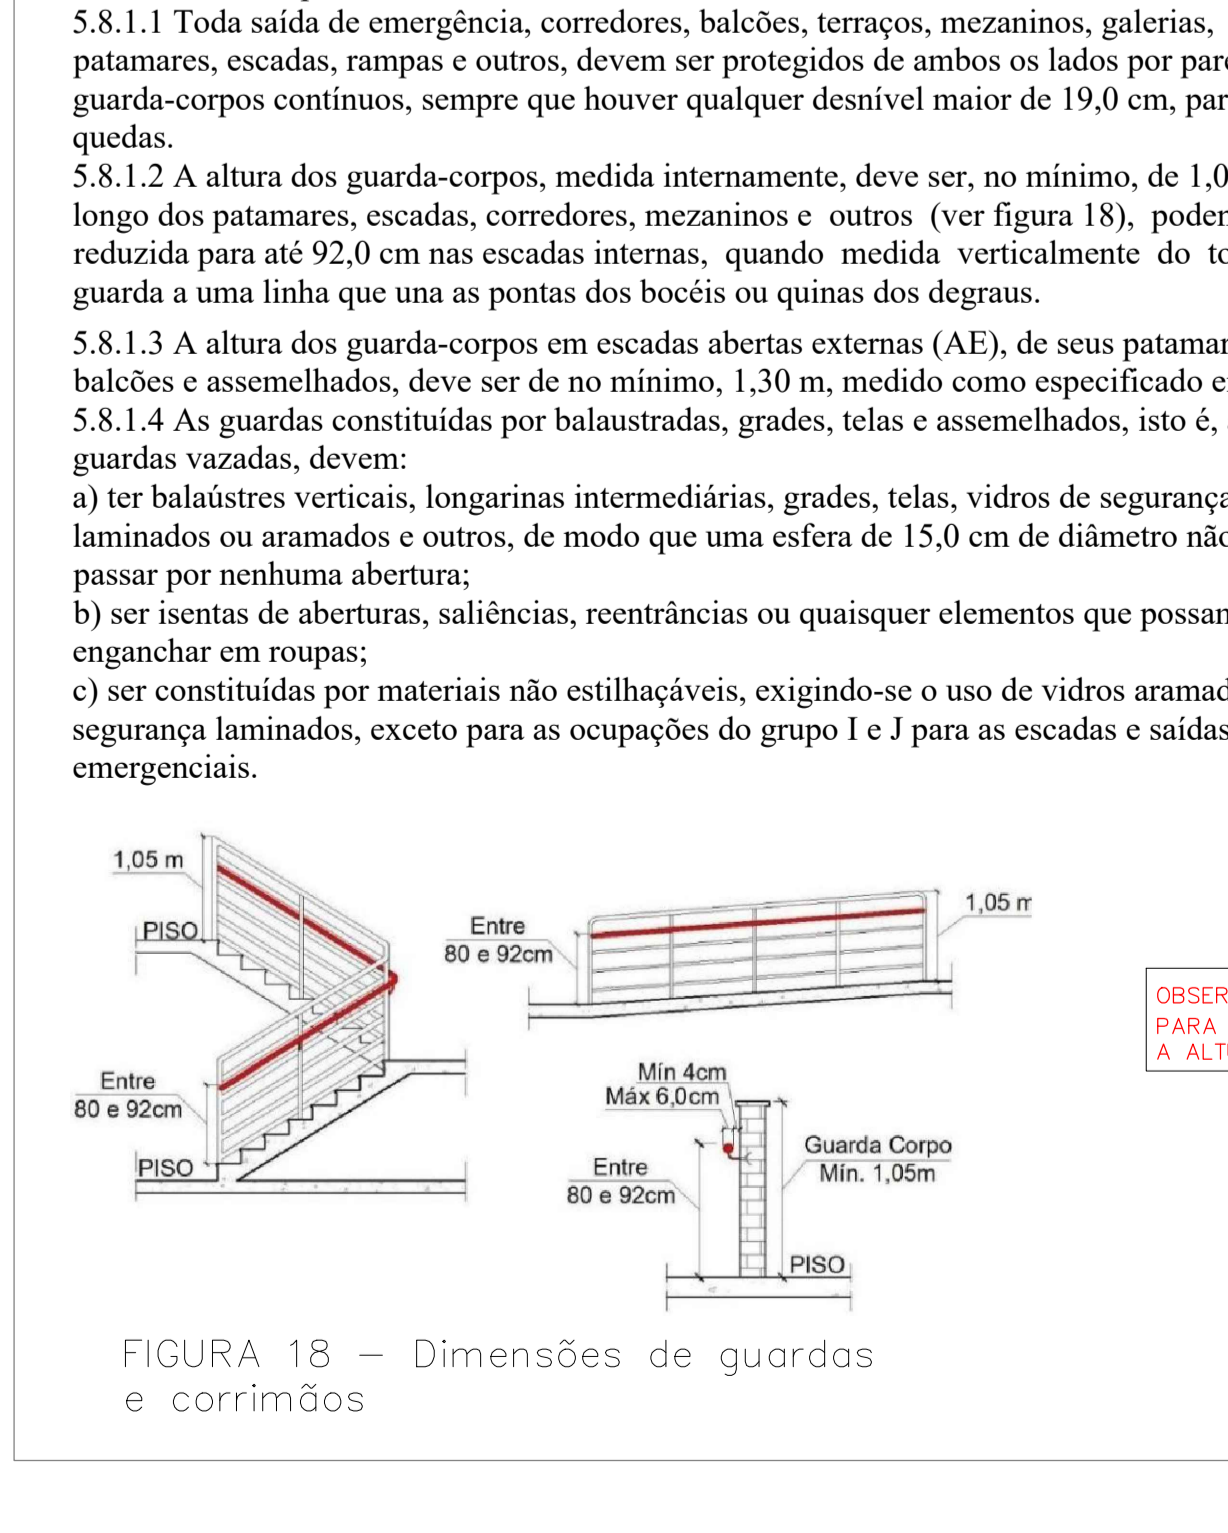 5.8.1.1 Toda saída de emergência, corredores, balcões, terraços, mezaninos, galerias,
patamares, escadas, rampas e outros, devem ser protegidos de ambos os lados por
guarda-corpos contínuos, sempre que houver qualquer desnível maior de 19,0 cm,
quedas.
5.8.1.2 A altura dos guarda-corpos, medida internamente, deve ser, no mínimo, de 1,0
longo dos patamares, escadas, corredores, mezaninos e outros (ver figura 18),
reduzida para até 92,0 cm nas escadas internas, quando medida verticalmente do
guarda a uma linha que una as pontas dos bocéis ou quinas dos degraus.
5.8.1.3 A altura dos guarda-corpos em escadas abertas externas (AE), de seus
balcões e assemelhados, deve ser de no mínimo, 1,30 m, medido como especificado
5.8.1.4 As guardas constituídas por balaustradas, grades, telas e assemelhados, isto é,
guardas vazadas, devem:
a) ter balaústres verticais, longarinas intermediárias, grades, telas, vidros de segurança
laminados ou aramados e outros, de modo que uma esfera de 15,0 cm de diâmetro não
passar por nenhuma abertura;
b) ser isentas de aberturas, saliências, reentrâncias ou quaisquer elementos que
enganchar em roupas;
c) ser constituídas por materiais não estilhaçáveis, exigindo-se o uso de vidros
segurança laminados, exceto para as ocupações do grupo I e J para as escadas e saídas
emergenciais.
1,05 m
PISO
Entre
80 e 92cm
PISO
Entre
80 e 92cm
1,05 m
Mín 4cm
Máx 6,0cm
Entre
80 e 92cm
Guarda Corpo
Mín. 1,05m
PISO
PARA
A
FIGURA 18 – Dimensões de guardas
e corrimãos